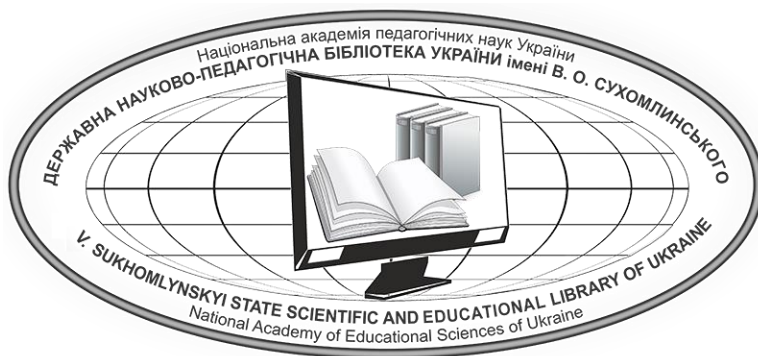 Національна академія педагогічних наук України
ДЕРЖАВНА НАУКОВО-ПЕДАГОГІЧНА БІБЛІОТЕКА УКРАЇНИ імені В. О. СУХОМЛИНСЬКОГО
V. SUKHOMLYNSKYI STATE SCIENTIFIC AND EDUCATIONAL LIBRARY OF UKRAINE
National Academy of Educational Sciences of Ukraine